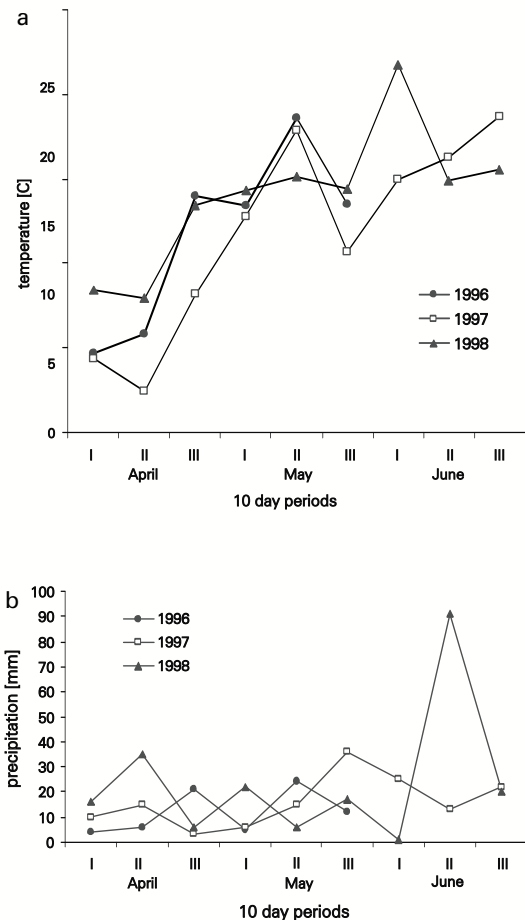 a
25
20
15
10
5
0
temperature [C]
1996
1997
1998
I II III I II III I II III
April May June
10 day periods
b
100
90
80
70
60
50
40
30
20
10
0
precipitation [mm]
1996
1997
1998
I II III I II III I II III
April May June
10 day periods